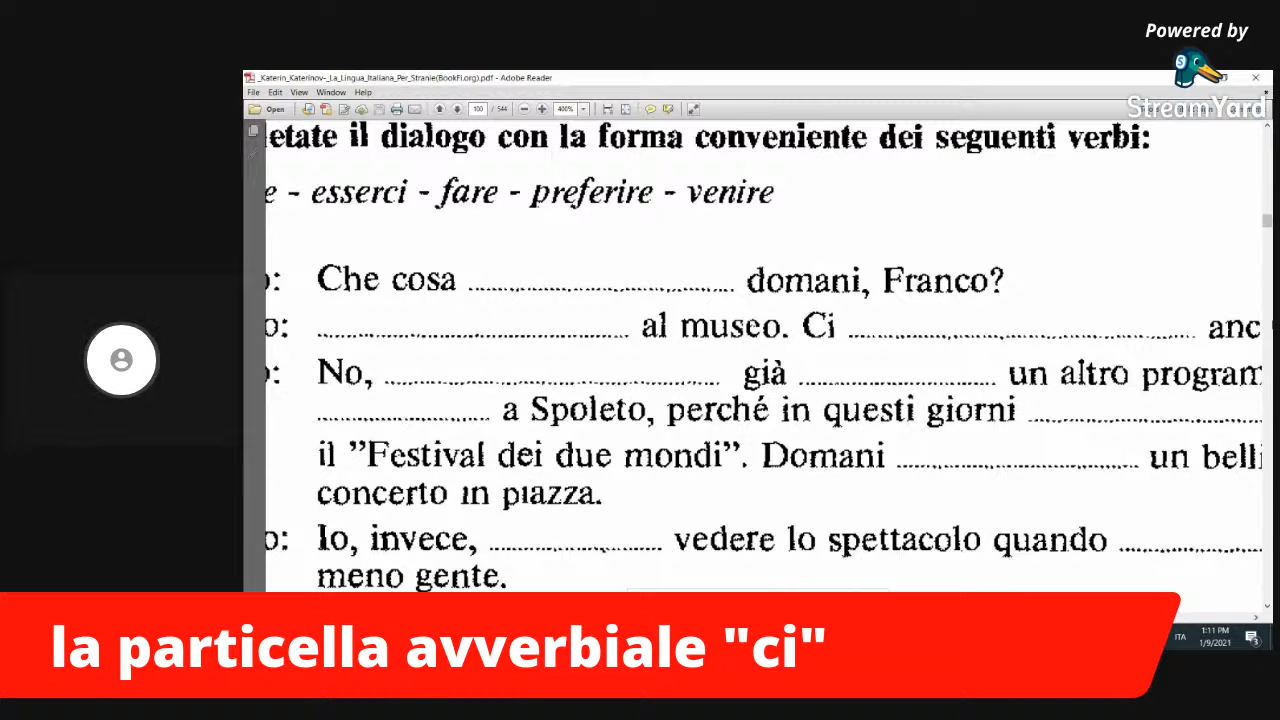 Powered by
StreamYard
_Katerin_Katerinov-_La_Lingua_Italiana_Per_Stranie(BookFi.org).pdf - Adobe Reader
File Edit View Window Help
Open 100 / 544 400%
letate il dialogo con la forma conveniente dei seguenti verbi:
e - esserci - fare - preferire - venire
o: Che cosa .............................. domani, Franco?
o: .............................. al museo. Ci .............................. anc
o: No, .............................. già .............................. un altro program
.............................. a Spoleto, perché in questi giorni ..............................
il ”Festival dei due mondi”. Domani .............................. un belli
concerto in piazza.
o: Io, invece, .............................. vedere lo spettacolo quando ..............................
meno gente.
ITA 1:11 PM
1/9/2021
la particella avverbiale "ci"